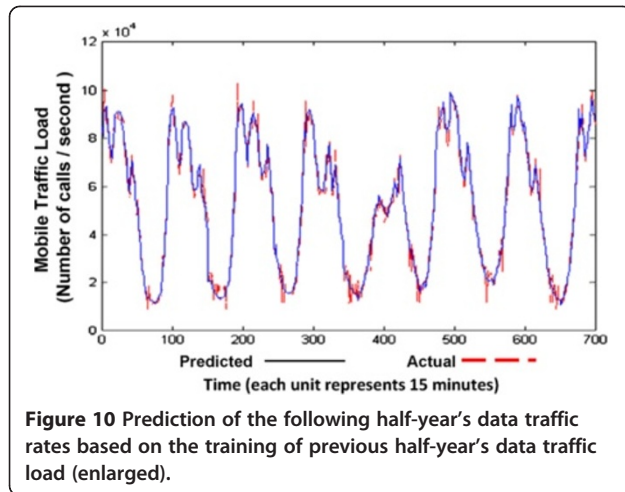 × 10⁴
12
10
8
6
4
2
0
Mobile Traffic Load
(Number of calls / second)
0 100 200 300 400 500 600 700
Predicted Actual
Time (each unit represents 15 minutes)
Figure 10 Prediction of the following half-year's data traffic
rates based on the training of previous half-year's data traffic
load (enlarged).